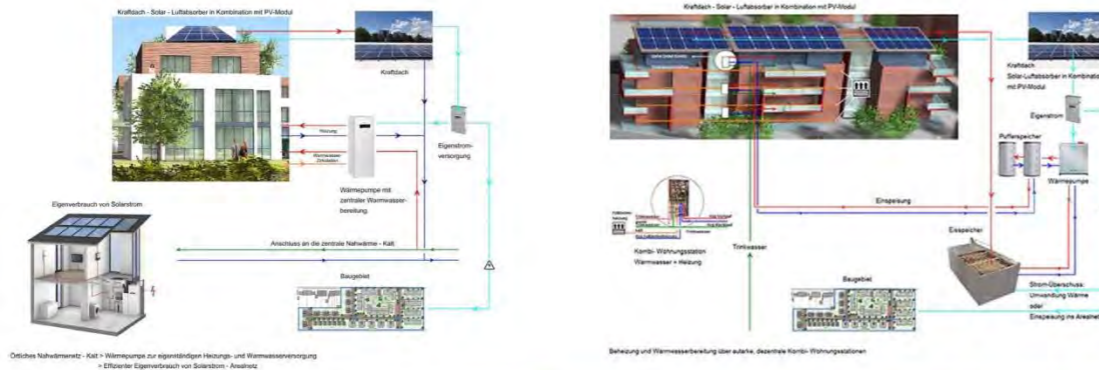 Kraftdach - Solar - Luftabsorber in Kombination mit PV-Modul
Kraftdach
Heizung
Warmwasser
Zirkulation
Eigenstrom-
versorgung
Wärmepumpe mit
zentraler Warmwasser-
bereitung.
Eigenverbrauch von Solarstrom
Anschluss an die zentrale Nahwärme - Kalt
Baugebiet
Örtliches Nahwärmenetz - Kalt > Wärmepumpe zur eigenständigen Heizungs- und Warmwasserversorgung
> Effizienter Eigenverbrauch von Solarstrom - Arealnetz
Kraftdach - Solar - Luftabsorber in Kombination mit PV-Modul
Kraftdach
Solar-Luftabsorber in Kombinatio
mit PV-Modul
Eigenstrom
Pufferspeicher
Wärmepumpe
Einspeisung
Eisspeicher
Kombi- Wohnungsstation
Warmwasser + Heizung
Trinkwasser
Baugebiet
Strom-Überschuss:
Umwandlung Wärme
oder
Einspeisung ins Arealnet
Beheizung und Warmwasserbereitung über autarke, dezentrale Kombi- Wohnungsstationen